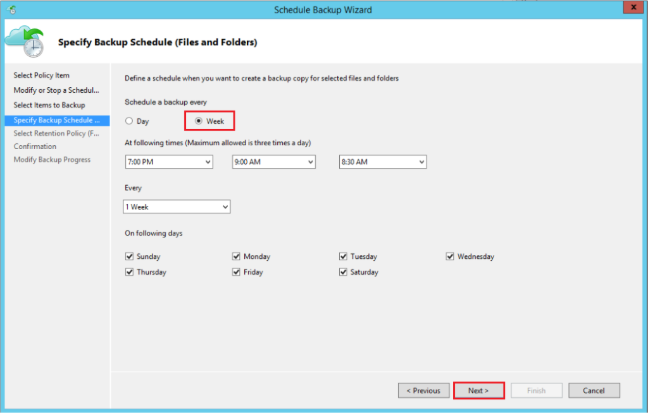 Schedule Backup Wizard
x
Specify Backup Schedule (Files and Folders)
Select Policy Item
Modify or Stop a Schedul...
Select Items to Backup
Specify Backup Schedule ...
Select Retention Policy (F...
Confirmation
Modify Backup Progress
Define a schedule when you want to create a backup copy for selected files and folders
Schedule a backup every
Day Week
At following times (Maximum allowed is three times a day)
7:00 PM 9:00 AM 8:30 AM
Every
1 Week
On following days
Sunday Monday Tuesday Wednesday
Thursday Friday Saturday
< Previous Next > Finish Cancel